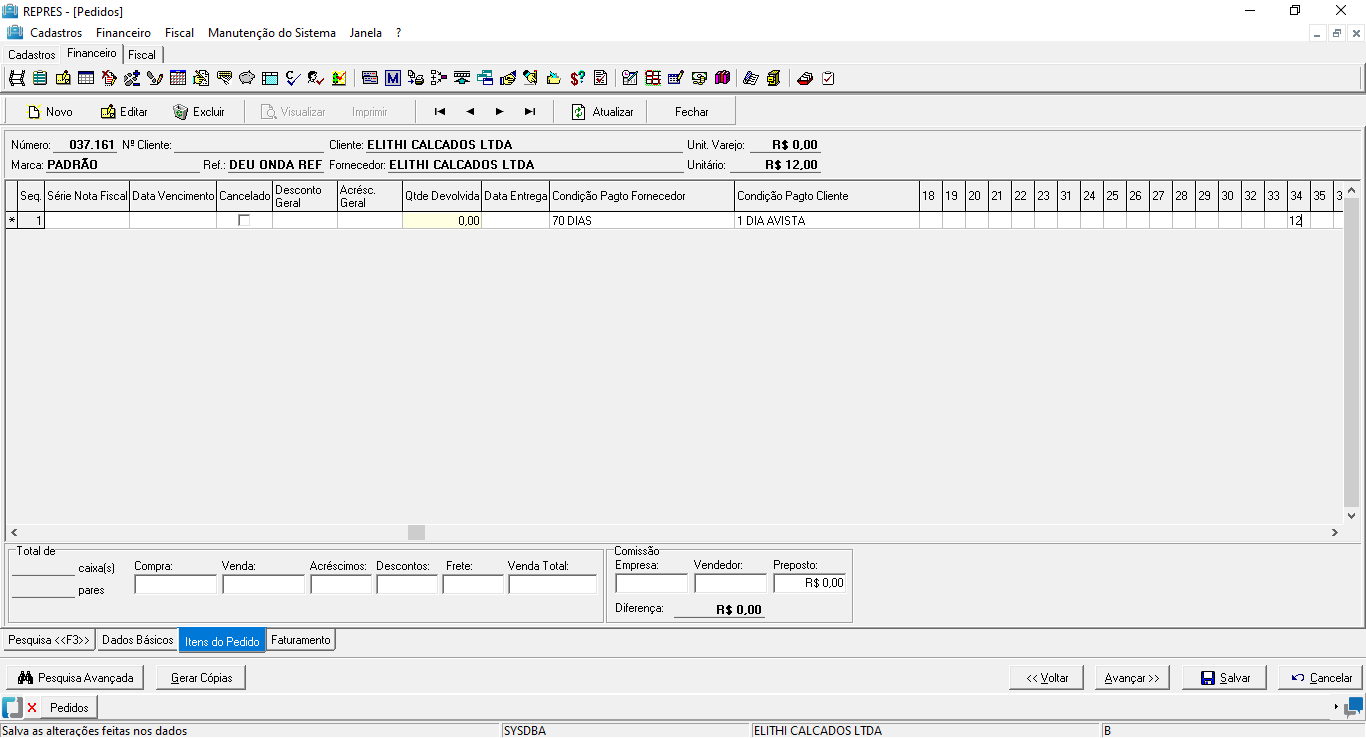 REPRES - [Pedidos]
Cadastros Financeiro Fiscal Manutenção do Sistema Janela ?
Cadastros Financeiro Fiscal
Novo Editar Excluir Visualizar Imprimir Atualizar Fechar
Número: 037.161 Nº Cliente: Cliente: ELITHI CALCADOS LTDA Unit. Varejo: R$ 0,00
Marca: PADRÃO Ref.: DEU ONDA REF Fornecedor: ELITHI CALCADOS LTDA Unitário: R$ 12,00
Seq. Série Nota Fiscal Data Vencimento Cancelado Desconto Geral Acrésc. Geral Qtde Devolvida Data Entrega Condição Pagto Fornecedor Condição Pagto Cliente 18 19 20 21 22 23 31 24 25 26 27 28 29 30 32 33 34 35 3
* 1 0,00 70 DIAS 1 DIA AVISTA 12
Total de
caixa(s) Compra: Venda: Acréscimos: Descontos: Frete: Venda Total:
pares
Comissão
Empresa: Vendedor: Preposto:
R$ 0,00
Diferença: R$ 0,00
Pesquisa <<F3>> Dados Básicos Itens do Pedido Faturamento
Pesquisa Avançada Gerar Cópias << Voltar Avançar >> Salvar Cancelar
Pedidos
Salva as alterações feitas nos dados SYSDBA ELITHI CALCADOS LTDA B